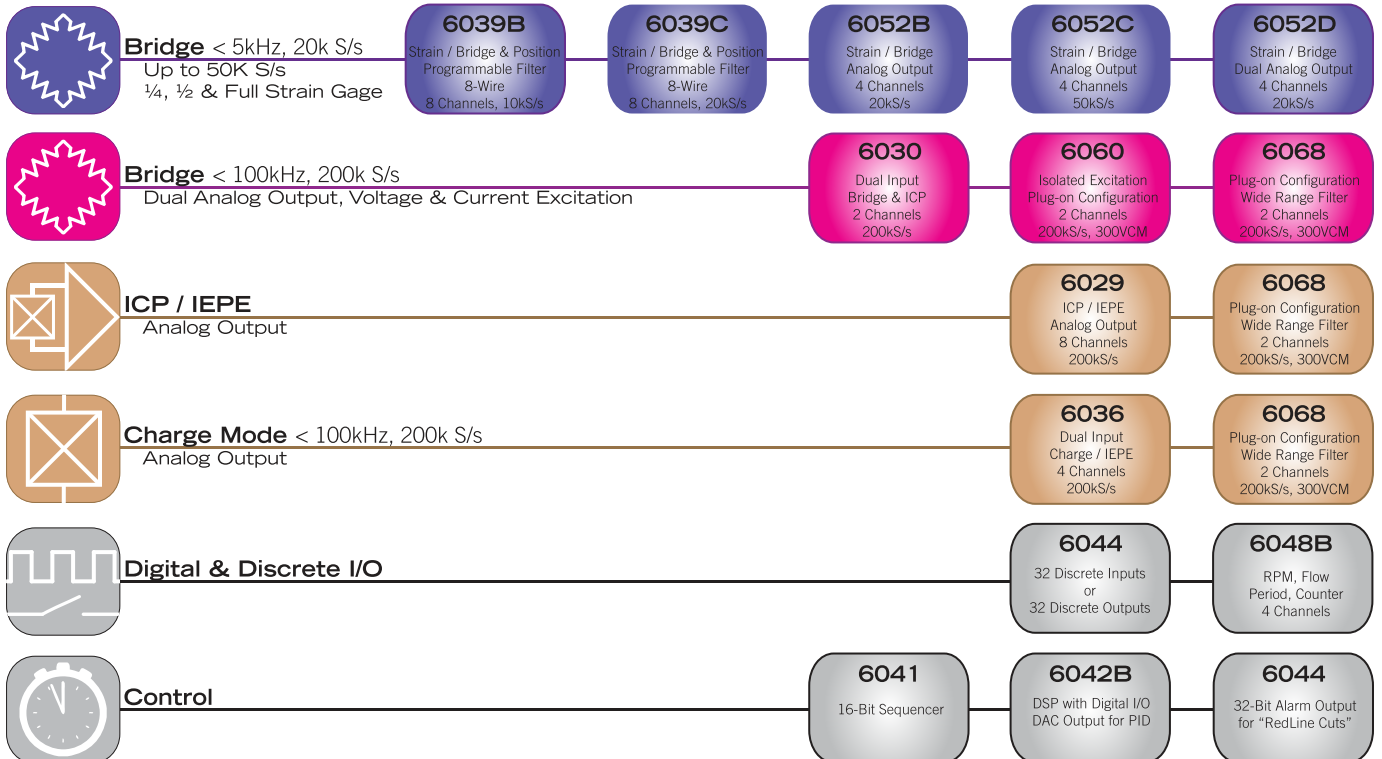 Bridge < 5kHz, 20k S/s
Up to 50K S/s
¼, ½ & Full Strain Gage
6039B
Strain / Bridge & Position
Programmable Filter
8-Wire
8 Channels, 10kS/s
6039C
Strain / Bridge & Position
Programmable Filter
8-Wire
8 Channels, 20kS/s
6052B
Strain / Bridge
Analog Output
4 Channels
20kS/s
6052C
Strain / Bridge
Analog Output
4 Channels
50kS/s
6052D
Strain / Bridge
Dual Analog Output
4 Channels
20kS/s
Bridge < 100kHz, 200k S/s
Dual Analog Output, Voltage & Current Excitation
6030
Dual Input
Bridge & ICP
2 Channels
200kS/s
6060
Isolated Excitation
Plug-on Configuration
2 Channels
200kS/s, 300VCM
6068
Plug-on Configuration
Wide Range Filter
2 Channels
200kS/s, 300VCM
ICP / IEPE
Analog Output
6029
ICP / IEPE
Analog Output
8 Channels
200kS/s
6068
Plug-on Configuration
Wide Range Filter
2 Channels
200kS/s, 300VCM
Charge Mode < 100kHz, 200k S/s
Analog Output
6036
Dual Input
Charge / IEPE
4 Channels
200kS/s
6068
Plug-on Configuration
Wide Range Filter
2 Channels
200kS/s, 300VCM
Digital & Discrete I/O
6044
32 Discrete Inputs
or
32 Discrete Outputs
6048B
RPM, Flow
Period, Counter
4 Channels
Control
6041
16-Bit Sequencer
6042B
DSP with Digital I/O
DAC Output for PID
6044
32-Bit Alarm Output
for “RedLine Cuts”